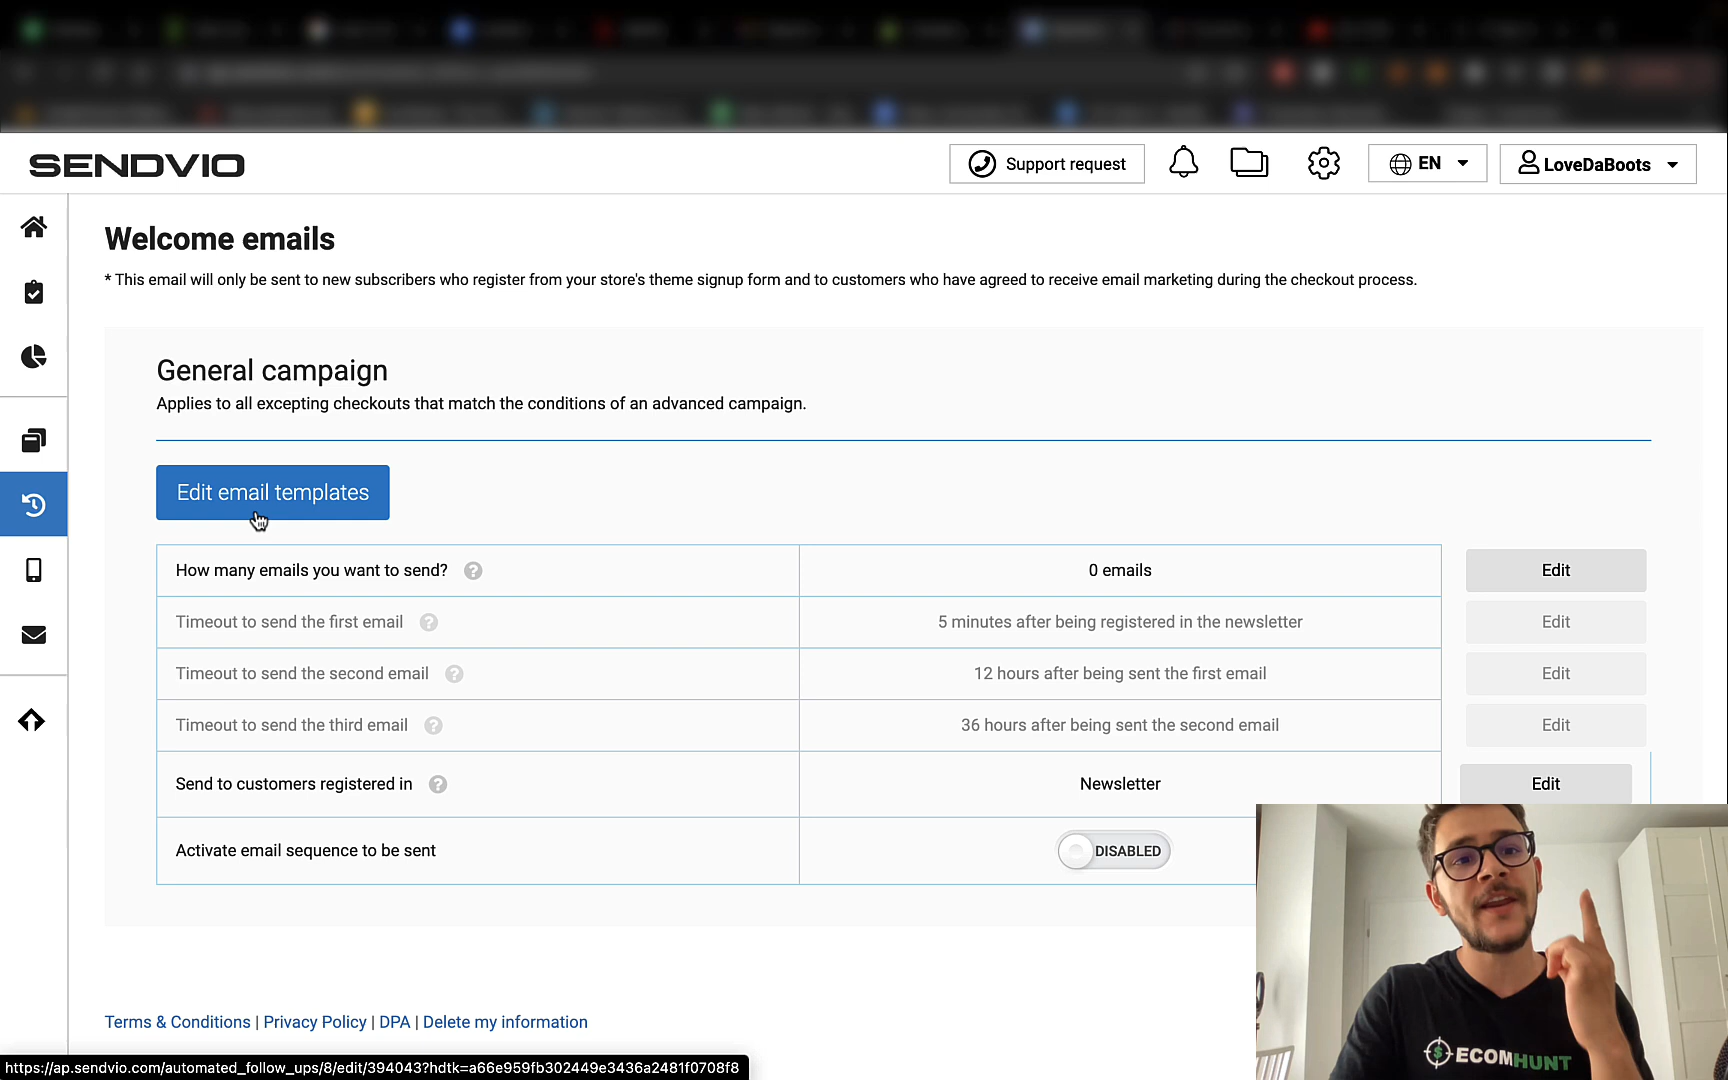 SENDVIO
Support request
EN
LoveDaBoots
Welcome emails
* This email will only be sent to new subscribers who register from your store's theme signup form and to customers who have agreed to receive email marketing during the checkout process.
General campaign
Applies to all excepting checkouts that match the conditions of an advanced campaign.
Edit email templates
How many emails you want to send? ? 0 emails Edit
Timeout to send the first email ? 5 minutes after being registered in the newsletter Edit
Timeout to send the second email ? 12 hours after being sent the first email Edit
Timeout to send the third email ? 36 hours after being sent the second email Edit
Send to customers registered in ? Newsletter Edit
Activate email sequence to be sent DISABLED
ECOMHUNT
Terms & Conditions | Privacy Policy | DPA | Delete my information
https://ap.sendvio.com/automated_follow_ups/8/edit/394043?hdtk=a66e959fb302449e3436a2481f0708f8